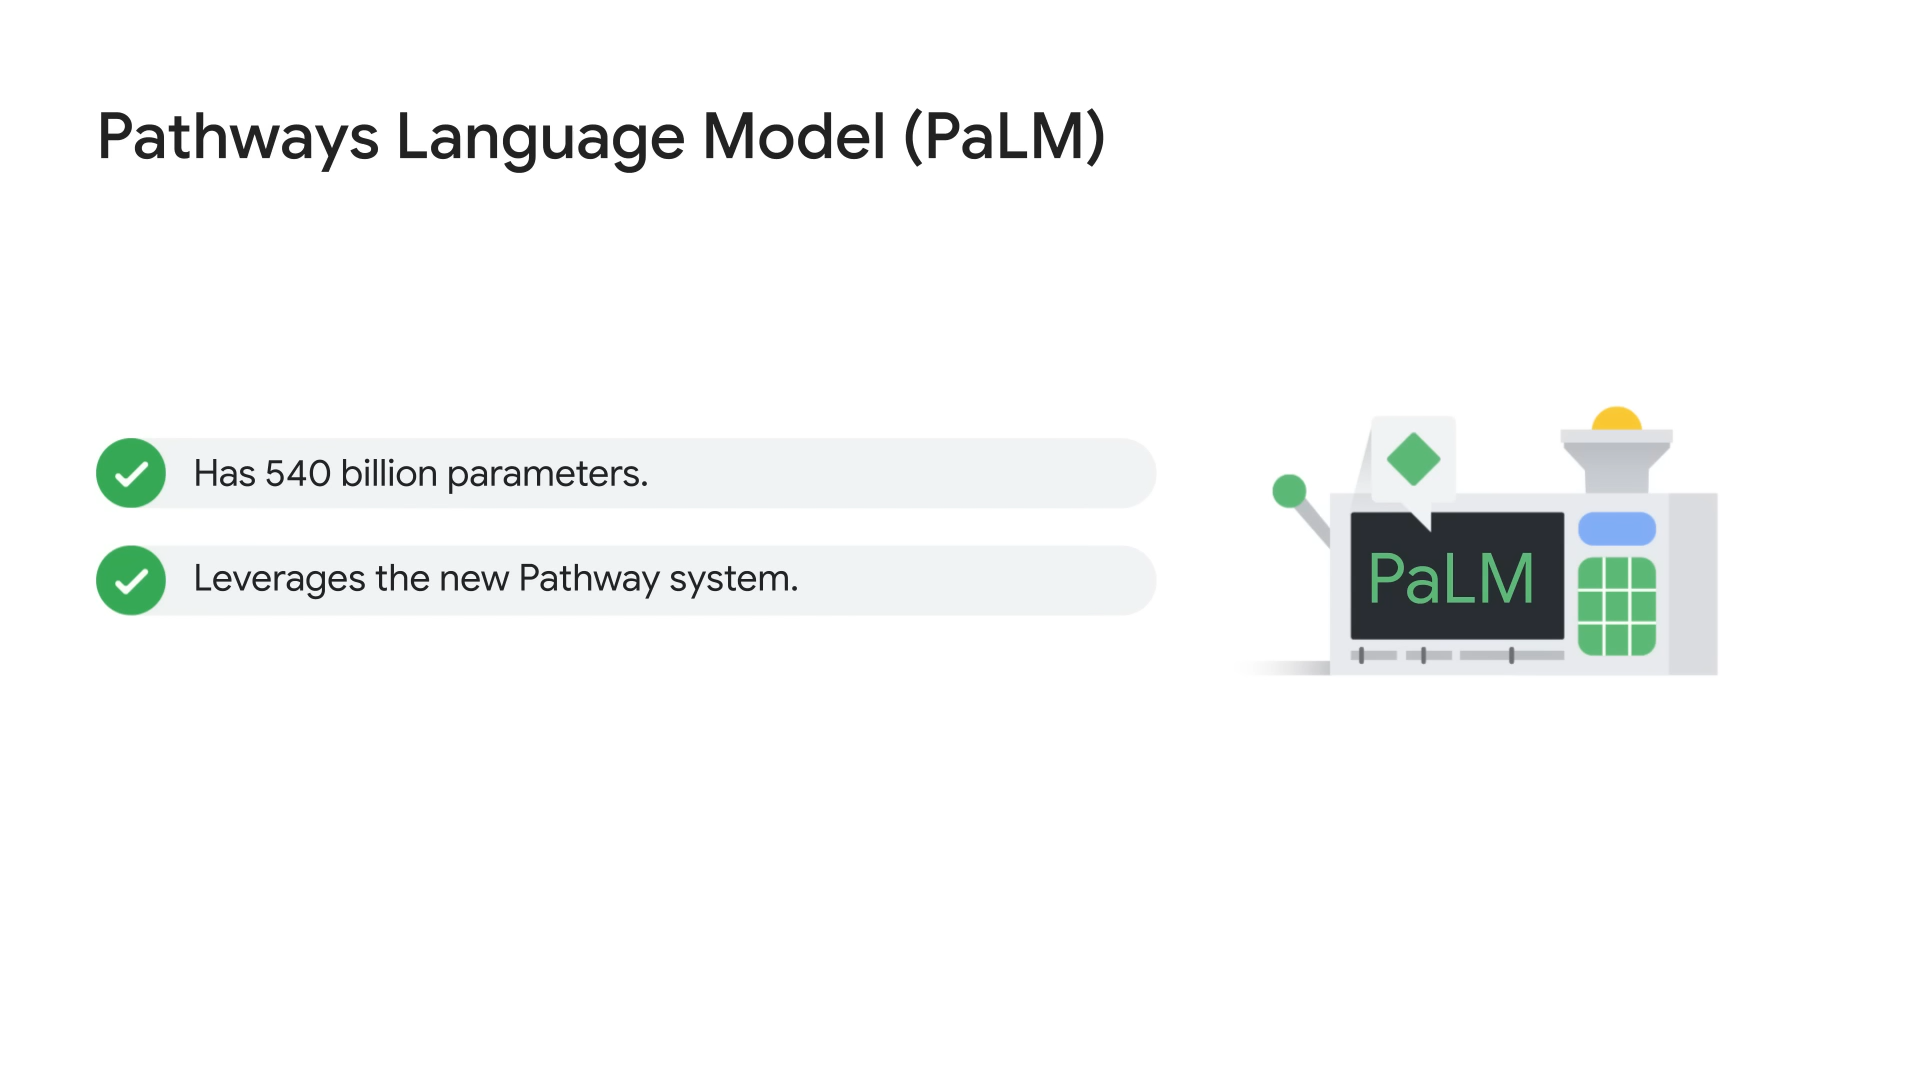 Pathways Language Model (PaLM)
Has 540 billion parameters.
Leverages the new Pathway system.
PaLM